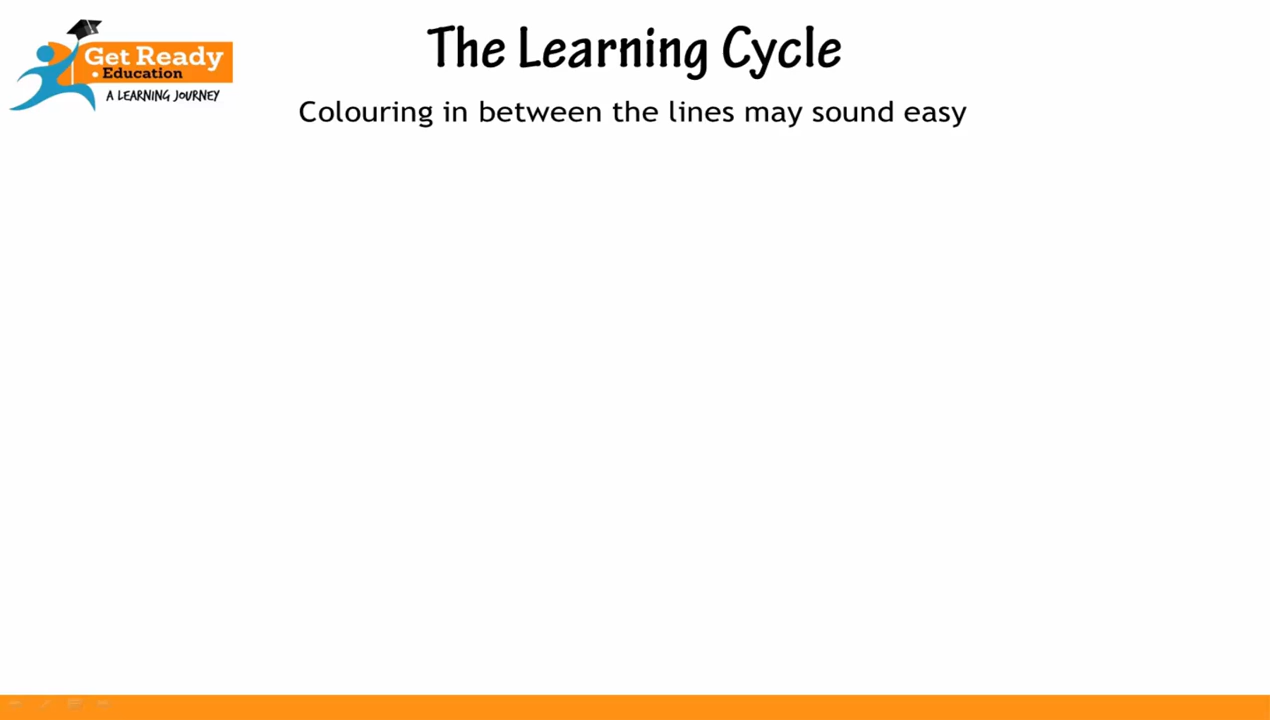 The Learning Cycle
Get Ready
• Education
A LEARNING JOURNEY
Colouring in between the lines may sound easy